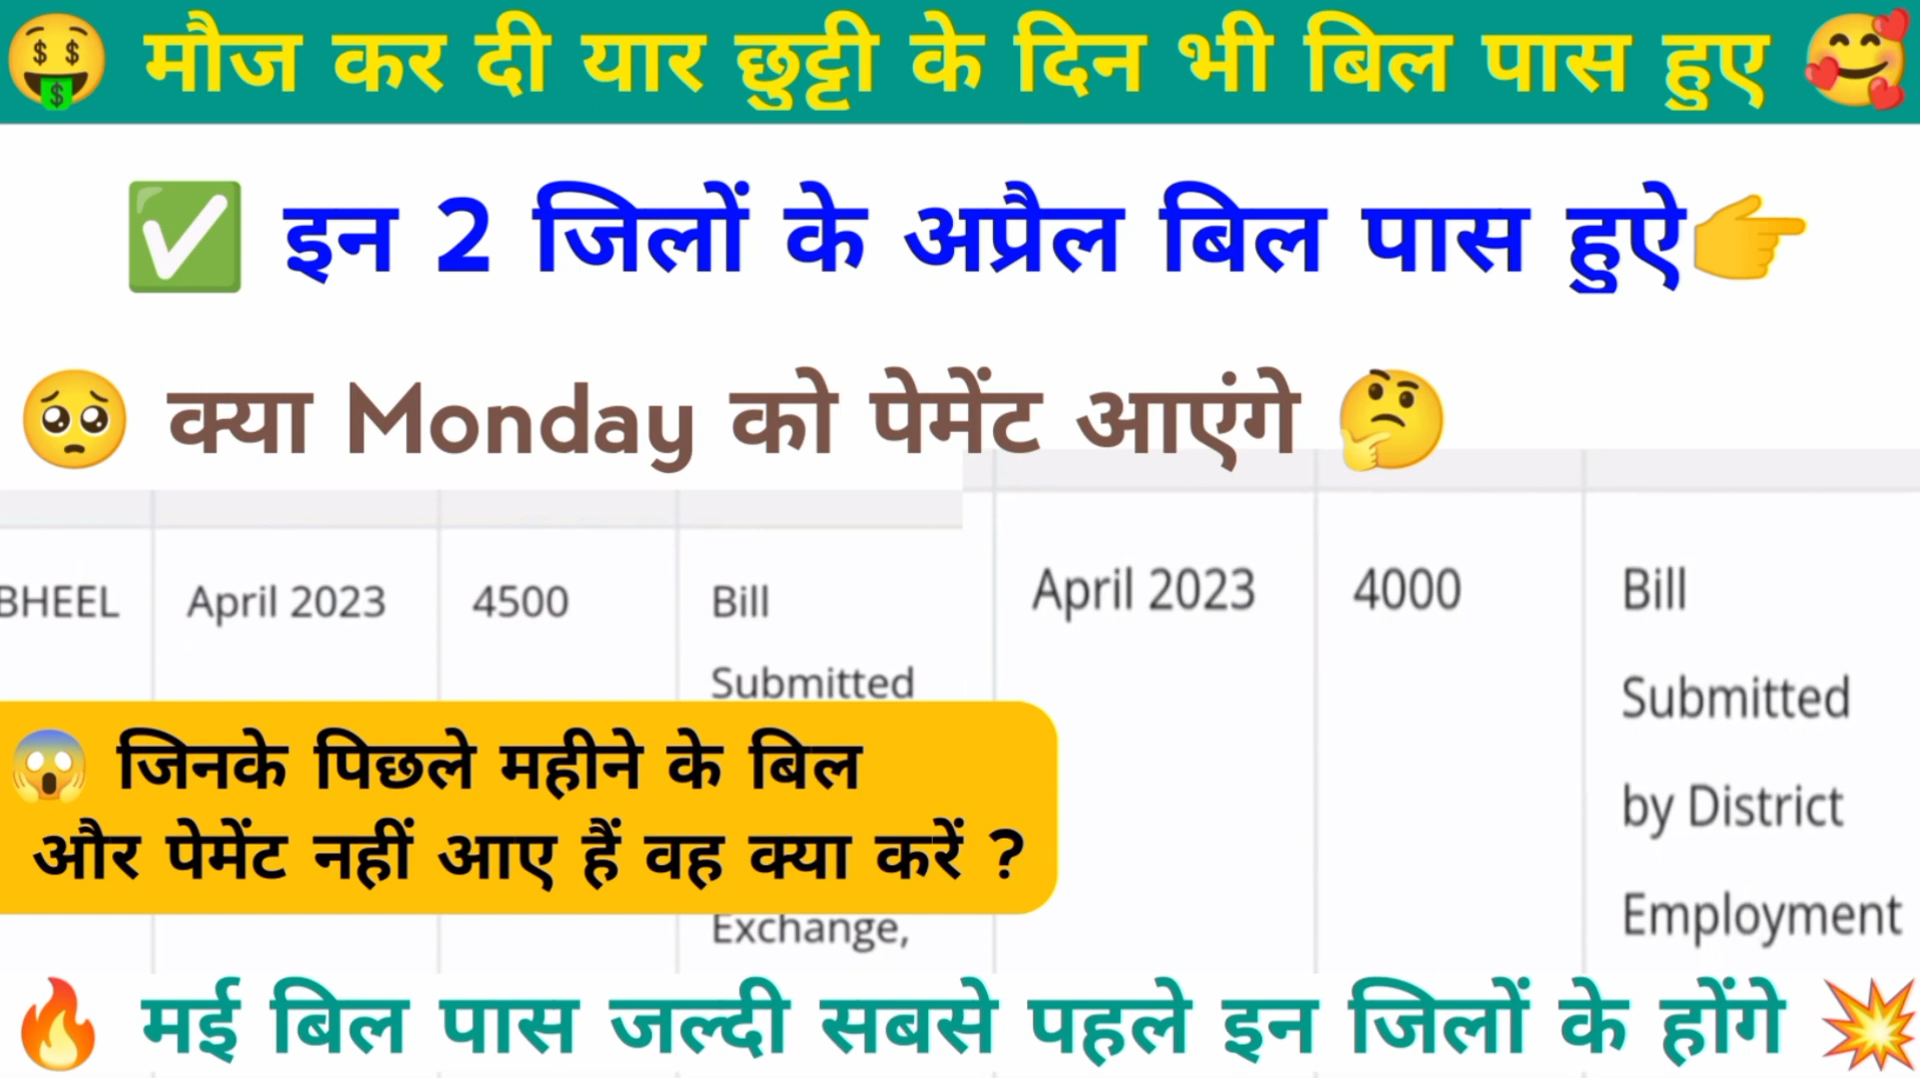 मौज कर दी यार छुट्टी के दिन भी बिल पास हुए
इन 2 जिलों के अप्रैल बिल पास हुऐ
क्या Monday को पेमेंट आएंगे
BHEEL April 2023 4500 Bill
Submitted
Exchange,
April 2023 4000 Bill
Submitted
by District
Employment
जिनके पिछले महीने के बिल
और पेमेंट नहीं आए हैं वह क्या करें ?
मई बिल पास जल्दी सबसे पहले इन जिलों के होंगे